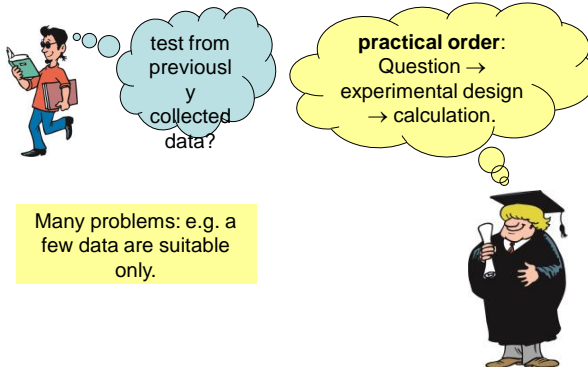 test from
previousl
y
collected
data?
practical order:
Question →
experimental design
→ calculation.
Many problems: e.g. a
few data are suitable
only.